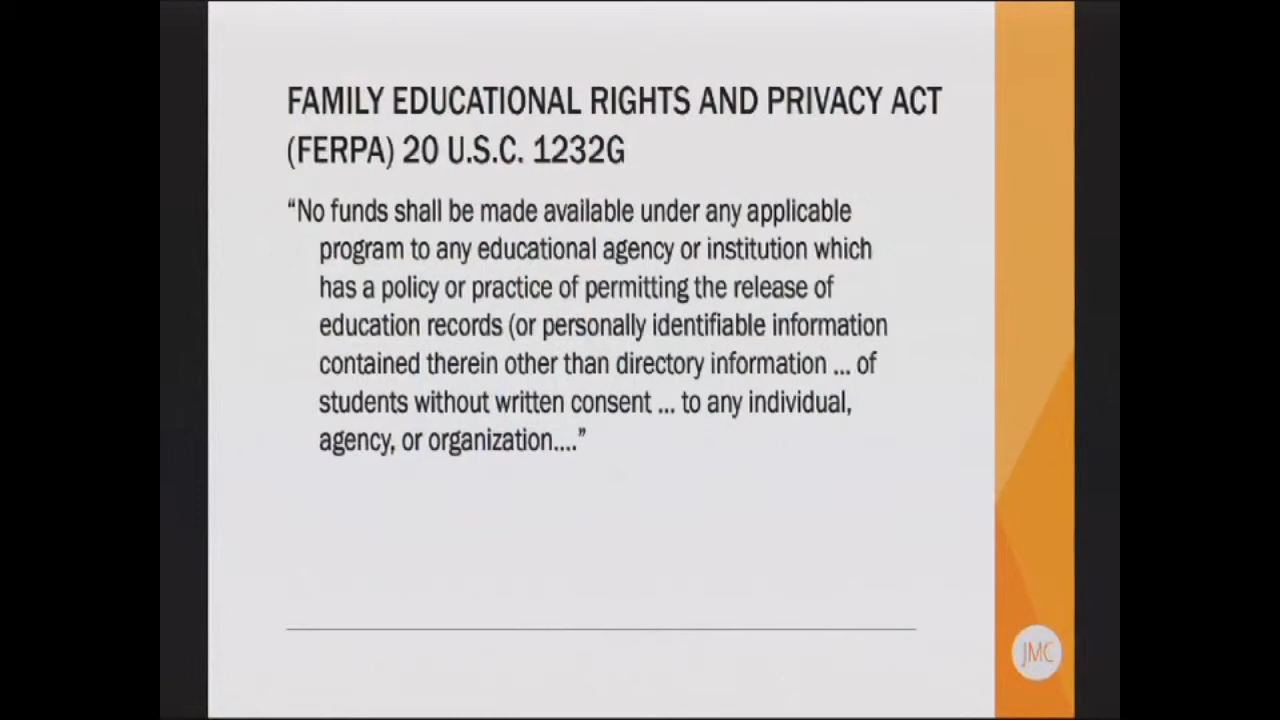 FAMILY EDUCATIONAL RIGHTS AND PRIVACY ACT
(FERPA) 20 U.S.C. 1232G
“No funds shall be made available under any applicable
program to any educational agency or institution which
has a policy or practice of permitting the release of
education records (or personally identifiable information
contained therein other than directory information ... of
students without written consent ... to any individual,
agency, or organization....”
JMC